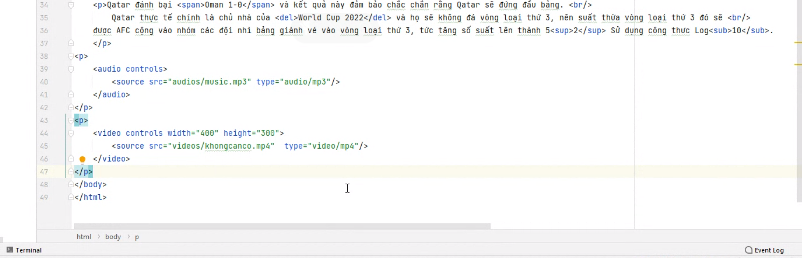 34 <p>Qatar đánh bại <span>Oman 1-0</span> và kết quả này đảm bảo chắc chắn rằng Qatar sẽ đứng đầu bảng. <br/>
35 Qatar thực tế chính là chủ nhà của <del>World Cup 2022</del> và họ sẽ không đá vòng loại thứ 3, nên suất thừa vòng loại thứ 3 đó sẽ <br/>
36 được AFC cộng vào nhóm các đội nhì bảng giành vé vào vòng loại thứ 3, tức tăng số suất lên thành 5<sup>2</sup> Sử dụng công thực Log<sub>10</sub>.
37 </p>
38 <p>
39 <audio controls>
40 <source src="audios/music.mp3" type="audio/mp3"/>
41 </audio>
42 </p>
43 <p>
44 <video controls width="400" height="300">
45 <source src="videos/khongcanco.mp4" type="video/mp4"/>
46 </video>
47 </p>
48 </body>
49 </html>
html › body › p
Terminal
Event Log